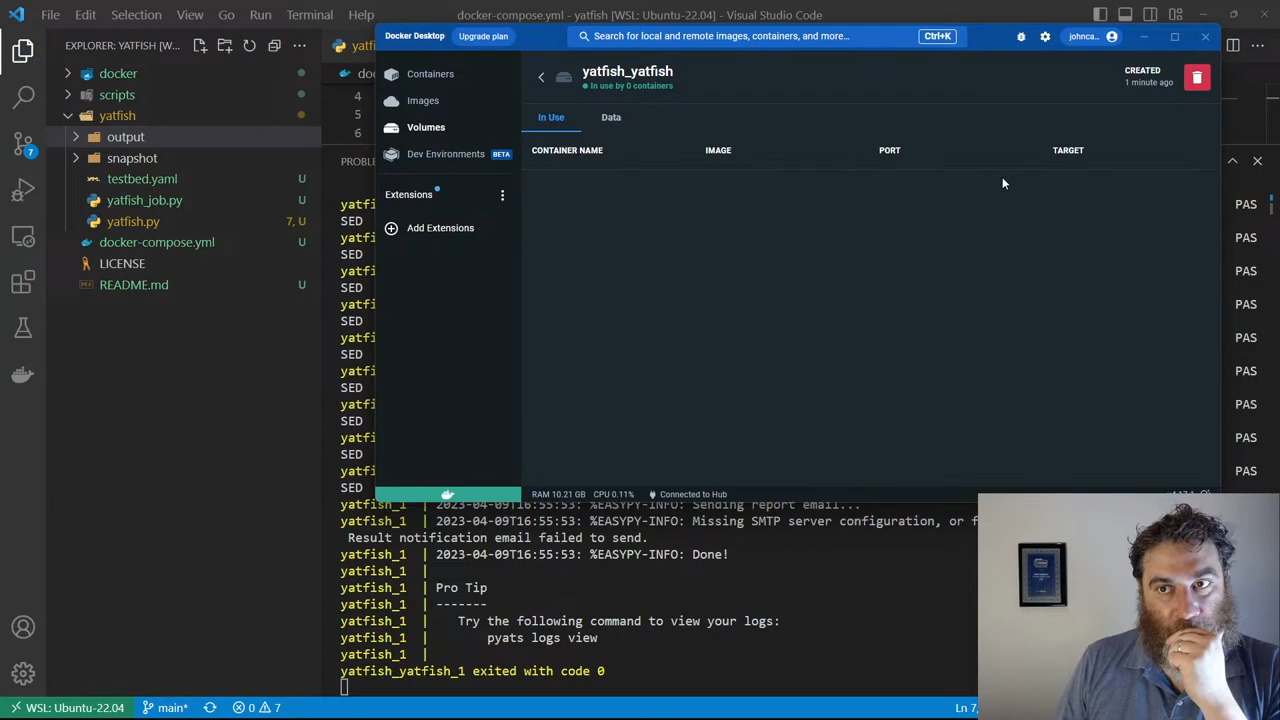 File Edit Selection View Go Run Terminal Help
docker-compose.yml - yatfish [WSL: Ubuntu-22.04] - Visual Studio Code
EXPLORER: YATFISH [W...
docker
scripts
yatfish
output
snapshot
testbed.yaml U
yatfish_job.py U
yatfish.py 7, U
docker-compose.yml U
LICENSE
README.md U
7
4
5
6
Docker Desktop Upgrade plan
Search for local and remote images, containers, and more... Ctrl+K
johnca...
Containers
Images
Volumes
Dev Environments BETA
Extensions
Add Extensions
yatfish_yatfish
In use by 0 containers
CREATED
1 minute ago
In Use Data
CONTAINER NAME IMAGE PORT TARGET
RAM 10.21 GB CPU 0.11% Connected to Hub
yatfi PAS
SED
yatfi PAS
SED
yatfi PAS
SED
yatfi PAS
SED
yatfi PAS
SED
yatfi PAS
SED
yatfi PAS
SED
yatfi PAS
SED
yatfi PAS
SED
yatfish_1 | 2023-04-09T16:55:53: %EASYPY-INFO: Sending report email...
yatfish_1 | 2023-04-09T16:55:53: %EASYPY-INFO: Missing SMTP server configuration, or f
Result notification email failed to send.
yatfish_1 | 2023-04-09T16:55:53: %EASYPY-INFO: Done!
yatfish_1 |
yatfish_1 | Pro Tip
yatfish_1 | -------
yatfish_1 | Try the following command to view your logs:
yatfish_1 | pyats logs view
yatfish_1 |
yatfish_yatfish_1 exited with code 0
WSL: Ubuntu-22.04 main* 0 7
Ln 7,